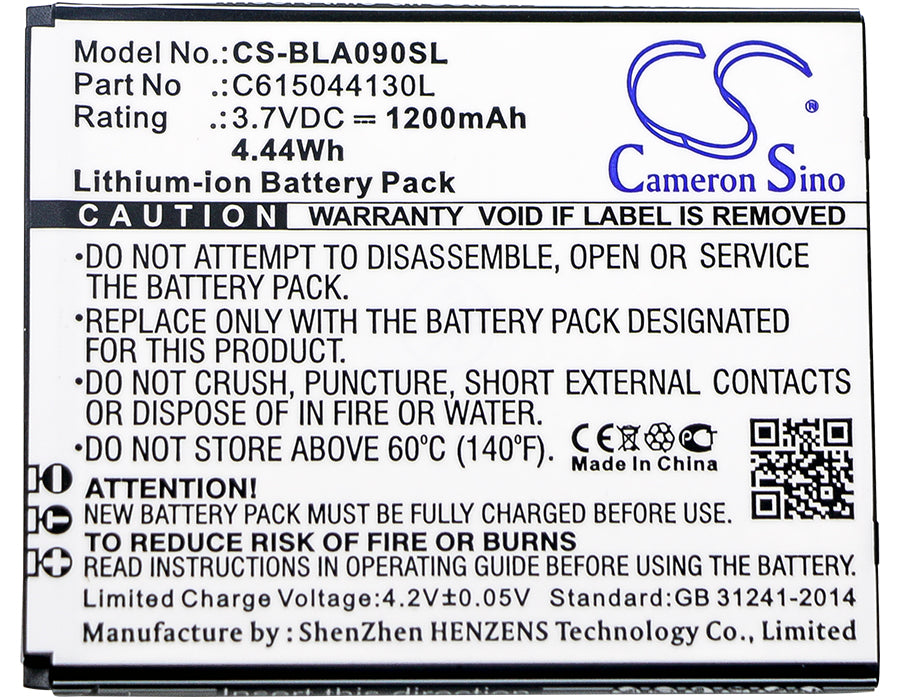 Model No.:CS-BLA090SL
Part No .:C615044130L
Rating .:3.7VDC ⎓ 1200mAh
4.44Wh
Lithium-ion Battery Pack
CS ®
Cameron Sino
CAUTION WARRANTY VOID IF LABEL IS REMOVED
•DO NOT ATTEMPT TO DISASSEMBLE, OPEN OR SERVICE
THE BATTERY PACK.
•REPLACE ONLY WITH THE BATTERY PACK DESIGNATED
FOR THIS PRODUCT.
•DO NOT CRUSH, PUNCTURE, SHORT EXTERNAL CONTACTS
OR DISPOSE OF IN FIRE OR WATER.
•DO NOT STORE ABOVE 60°C (140°F).
CE PCT
Made In China
ATTENTION!
NEW BATTERY PACK MUST BE FULLY CHARGED BEFORE USE.
TO REDUCE RISK OF FIRE OR BURNS
READ INSTRUCTIONS IN OPERATING GUIDE BEFORE USING THE BATTERY.
Limited Charge Voltage:4.2V±0.05V Standard:GB 31241-2014
Manufacture by : ShenZhen HENZENS Technology Co., Limited